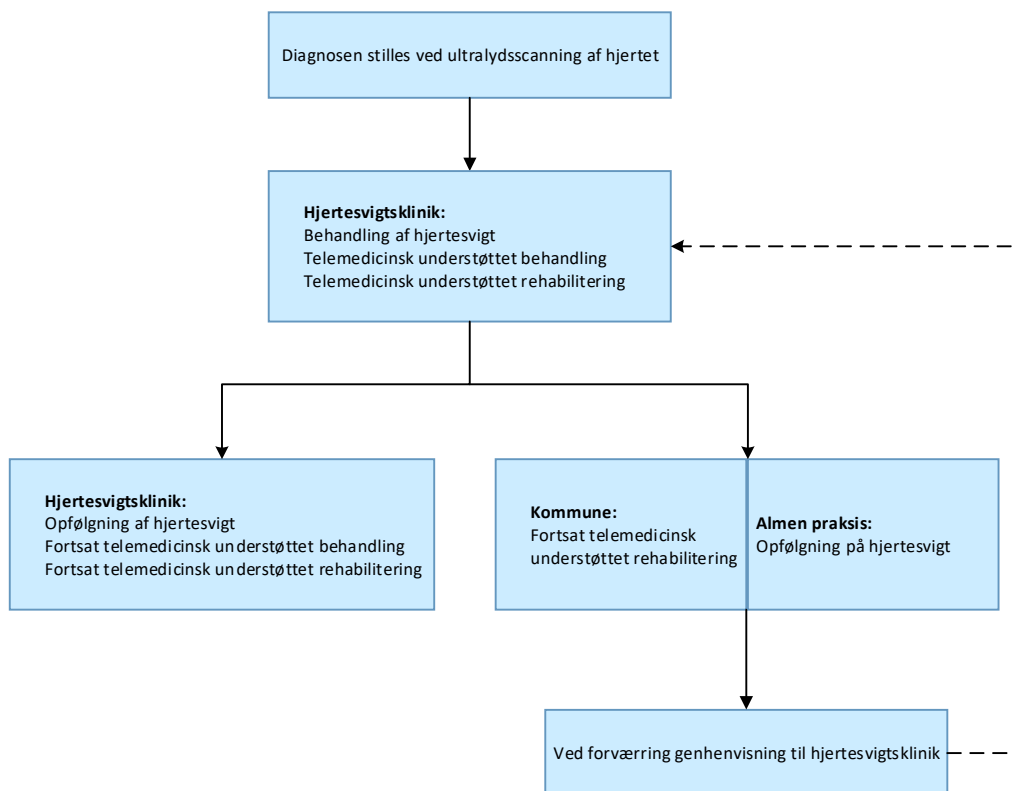 Diagnosen stilles ved ultralydsscanning af hjertet
Hjertesvigtsklinik:
Behandling af hjertesvigt
Telemedicinsk understøttet behandling
Telemedicinsk understøttet rehabilitering
Hjertesvigtsklinik:
Opfølgning af hjertesvigt
Fortsat telemedicinsk understøttet behandling
Fortsat telemedicinsk understøttet rehabilitering
Kommune:
Fortsat telemedicinsk
understøttet rehabilitering
Almen praksis:
Opfølgning på hjertesvigt
Ved forværring genhenvisning til hjertesvigtsklinik